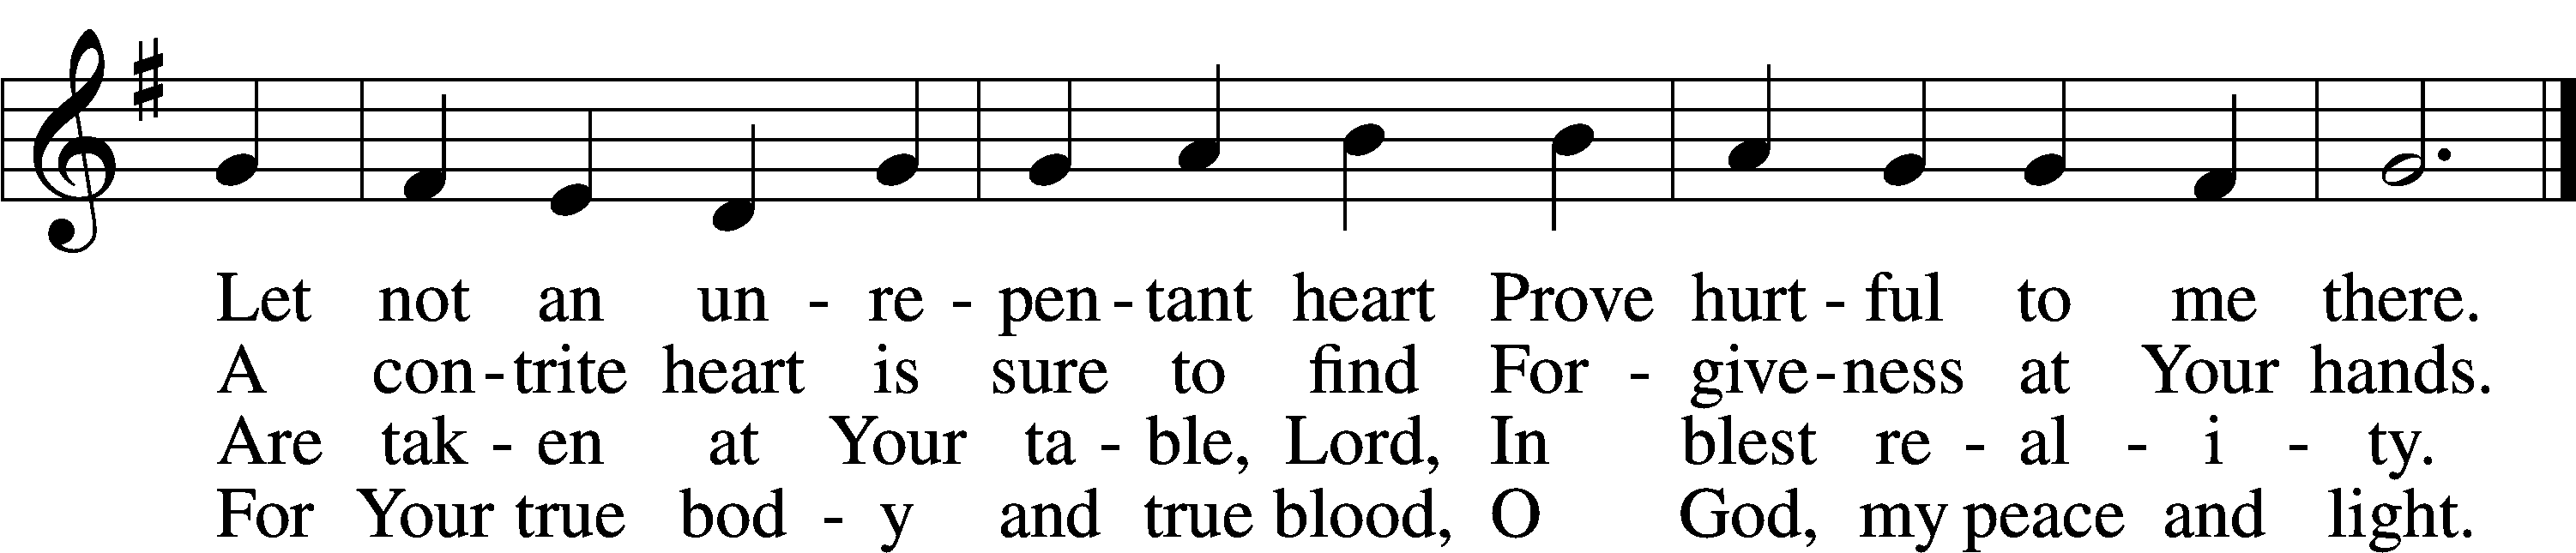 Let not an un - re - pen - tant heart Prove hurt - ful to me there.
A con - trite heart is sure to find For - give - ness at Your hands.
Are tak - en at Your ta - ble, Lord, In blest re - al - i - ty.
For Your true bod - y and true blood, O God, my peace and light.